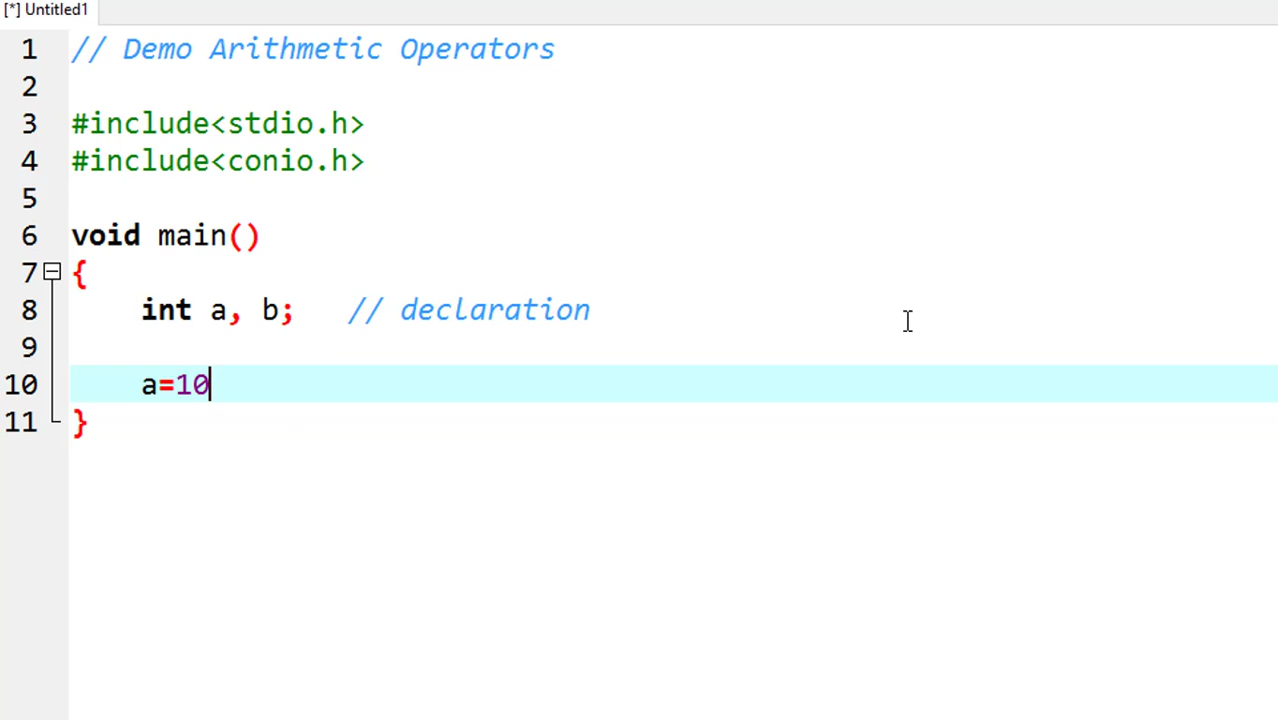 [*] Untitled1
1 // Demo Arithmetic Operators
2
3 #include<stdio.h>
4 #include<conio.h>
5
6 void main()
7 {
8 int a, b; // declaration
9
10 a=10
11 }